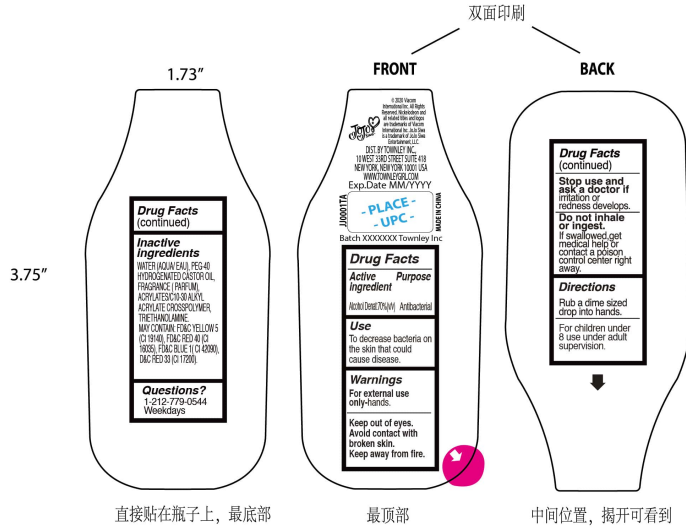 双面印刷
1.73”
FRONT
BACK
3.75”
Drug Facts
(continued)
Inactive
ingredients
WATER (AQUA/ EAU), PEG-40
HYDROGENATED CASTOR OIL,
FRAGRANCE ( PARFUM),
ACRYLATES/C10-30 ALKYL
ACRYLATE CROSSPOLYMER,
TRIETHANOLAMINE.
MAY CONTAIN: FD&C YELLOW 5
(CI 19140), FD&C RED 40 (CI
16035), FD&C BLUE 1( CI 42090),
D&C RED 33 (CI 17200).
Questions?
1-212-779-0544
Weekdays
直接贴在瓶子上，最底部
© 2020 Viacom
International Inc. All Rights
Reserved. Nickelodeon and
all related titles and logos
are trademarks of Viacom
International Inc. JoJo Siwa
is a trademark of JoJo Siwa
Entertainment, LLC.
JoJo
DIST. BY TOWNLEY INC.,
10 WEST 33RD STREET SUITE 418
NEW YORK, NEW YORK 10001 USA
WWW.TOWNLEYGIRL.COM
Exp.Date MM/YYYY
JJ0001TA
- PLACE -
- UPC -
MADE IN CHINA
Batch XXXXXXX Townley Inc
Drug Facts
Active Purpose
ingredient
Alcohol Denat 70%(v/v) Antibacterial
Use
To decrease bacteria on
the skin that could
cause disease.
Warnings
For external use
only-hands.
Keep out of eyes.
Avoid contact with
broken skin.
Keep away from fire.
最顶部
Drug Facts
(continued)
Stop use and
ask a doctor if
irritation or
redness develops.
Do not inhale
or ingest.
If swallowed,get
medical help or
contact a poison
control center right
away.
Directions
Rub a dime sized
drop into hands.
For children under
8 use under adult
supervision.
中间位置，揭开可看到